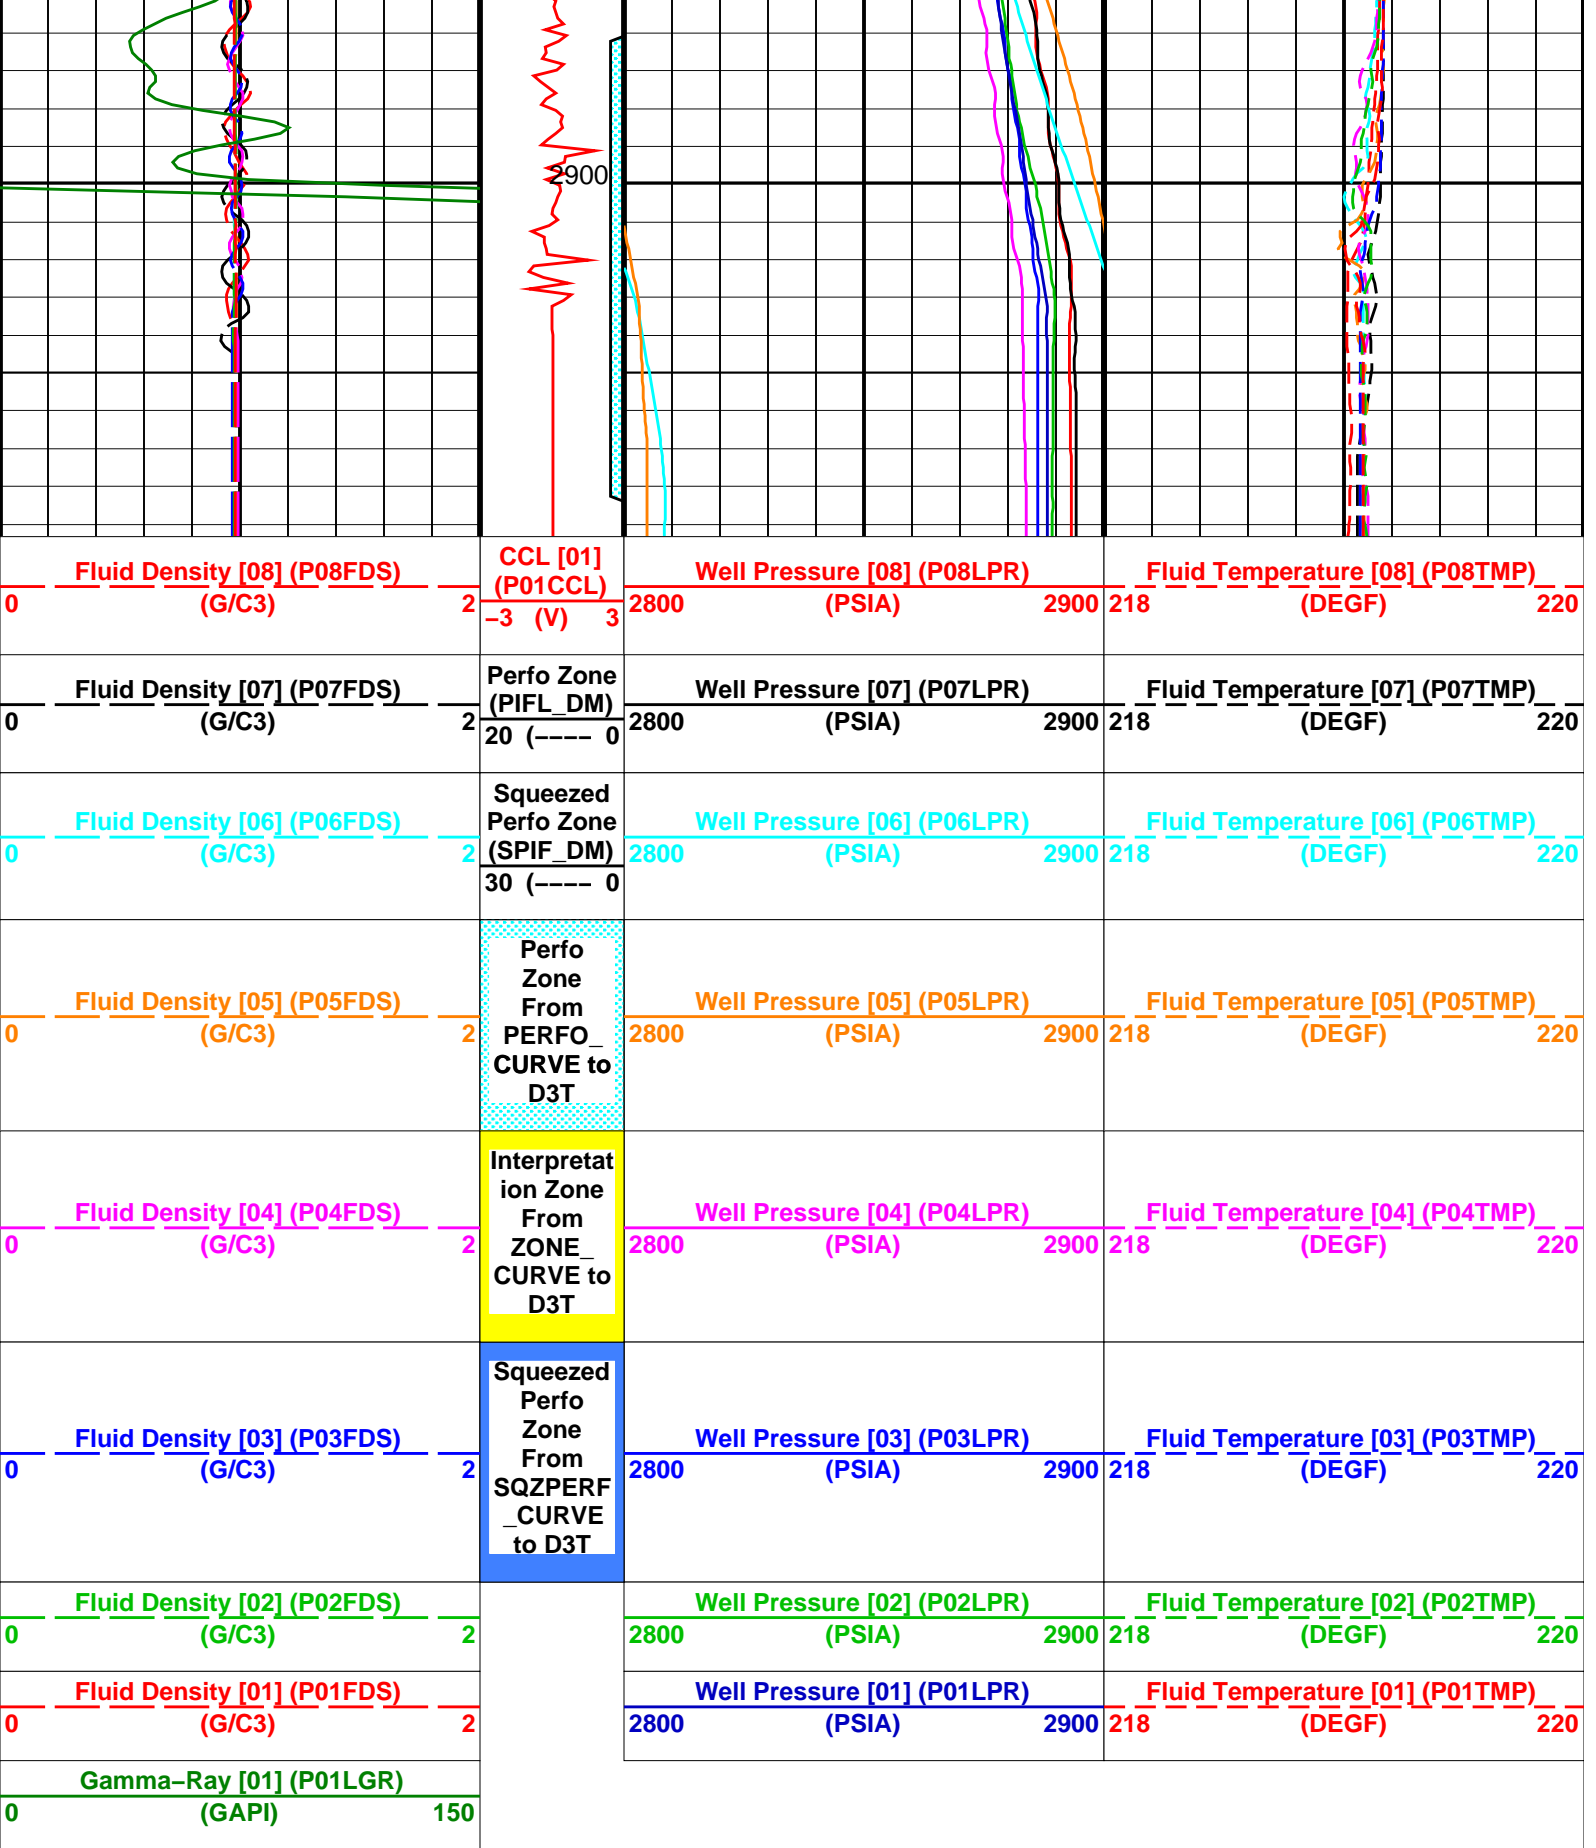 2900
Fluid Density [08] (P08FDS)
0 (G/C3) 2
CCL [01]
(P01CCL)
−3 (V) 3
Well Pressure [08] (P08LPR)
2800 (PSIA) 2900
Fluid Temperature [08] (P08TMP)
218 (DEGF) 220
Fluid Density [07] (P07FDS)
0 (G/C3) 2
Perfo Zone
(PIFL_DM)
20 (−−−− 0
Well Pressure [07] (P07LPR)
2800 (PSIA) 2900
Fluid Temperature [07] (P07TMP)
218 (DEGF) 220
Fluid Density [06] (P06FDS)
0 (G/C3) 2
Squeezed
Perfo Zone
(SPIF_DM)
30 (−−−− 0
Well Pressure [06] (P06LPR)
2800 (PSIA) 2900
Fluid Temperature [06] (P06TMP)
218 (DEGF) 220
Fluid Density [05] (P05FDS)
0 (G/C3) 2
Perfo
Zone
From
PERFO_
CURVE to
D3T
Well Pressure [05] (P05LPR)
2800 (PSIA) 2900
Fluid Temperature [05] (P05TMP)
218 (DEGF) 220
Fluid Density [04] (P04FDS)
0 (G/C3) 2
Interpretat
ion Zone
From
ZONE_
CURVE to
D3T
Well Pressure [04] (P04LPR)
2800 (PSIA) 2900
Fluid Temperature [04] (P04TMP)
218 (DEGF) 220
Fluid Density [03] (P03FDS)
0 (G/C3) 2
Squeezed
Perfo
Zone
From
SQZPERF
_CURVE
to D3T
Well Pressure [03] (P03LPR)
2800 (PSIA) 2900
Fluid Temperature [03] (P03TMP)
218 (DEGF) 220
Fluid Density [02] (P02FDS)
0 (G/C3) 2
Well Pressure [02] (P02LPR)
2800 (PSIA) 2900
Fluid Temperature [02] (P02TMP)
218 (DEGF) 220
Fluid Density [01] (P01FDS)
0 (G/C3) 2
Well Pressure [01] (P01LPR)
2800 (PSIA) 2900
Fluid Temperature [01] (P01TMP)
218 (DEGF) 220
Gamma−Ray [01] (P01LGR)
0 (GAPI) 150